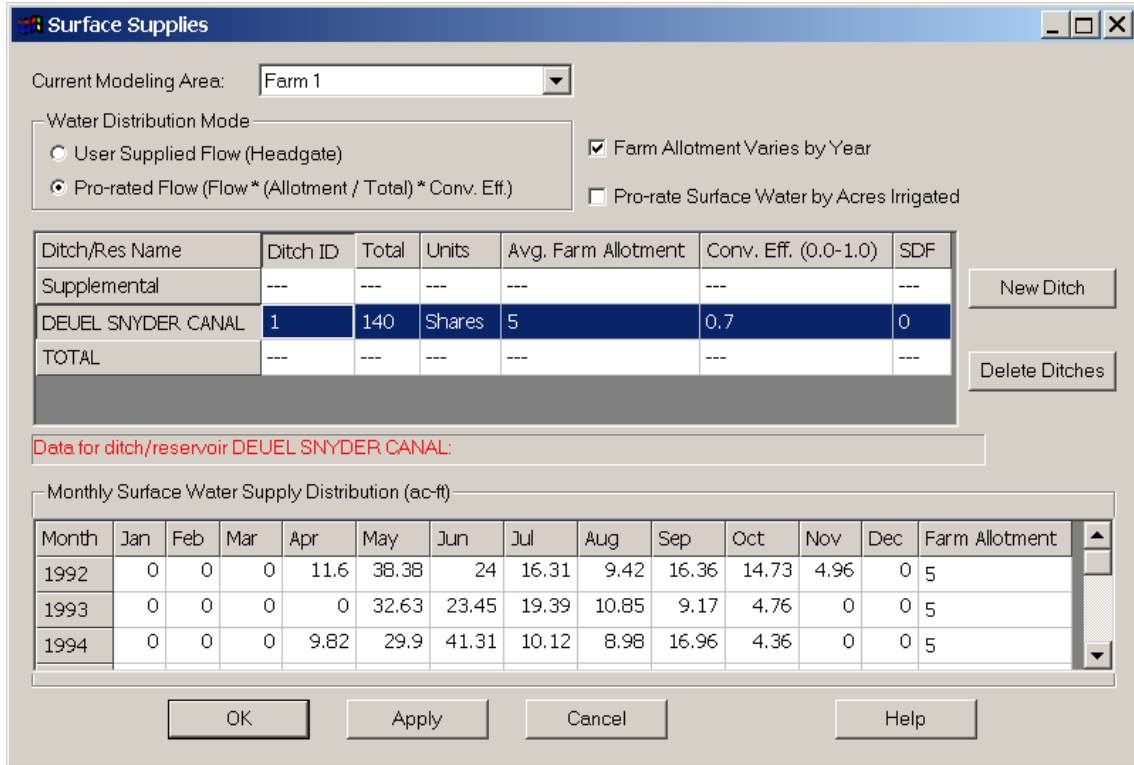 Surface Supplies
Current Modeling Area: Farm 1
Water Distribution Mode
User Supplied Flow (Headgate)
Pro-rated Flow (Flow * (Allotment / Total) * Conv. Eff.)
Farm Allotment Varies by Year
Pro-rate Surface Water by Acres Irrigated
Ditch/Res Name Ditch ID Total Units Avg. Farm Allotment Conv. Eff. (0.0-1.0) SDF
Supplemental --- --- --- --- --- ---
DEUEL SNYDER CANAL 1 140 Shares 5 0.7 0
TOTAL --- --- --- --- --- ---
New Ditch
Delete Ditches
Data for ditch/reservoir DEUEL SNYDER CANAL:
Monthly Surface Water Supply Distribution (ac-ft)
Month Jan Feb Mar Apr May Jun Jul Aug Sep Oct Nov Dec Farm Allotment
1992 0 0 0 11.6 38.38 24 16.31 9.42 16.36 14.73 4.96 0 5
1993 0 0 0 0 32.63 23.45 19.39 10.85 9.17 4.76 0 0 5
1994 0 0 0 9.82 29.9 41.31 10.12 8.98 16.96 4.36 0 0 5
OK Apply Cancel Help